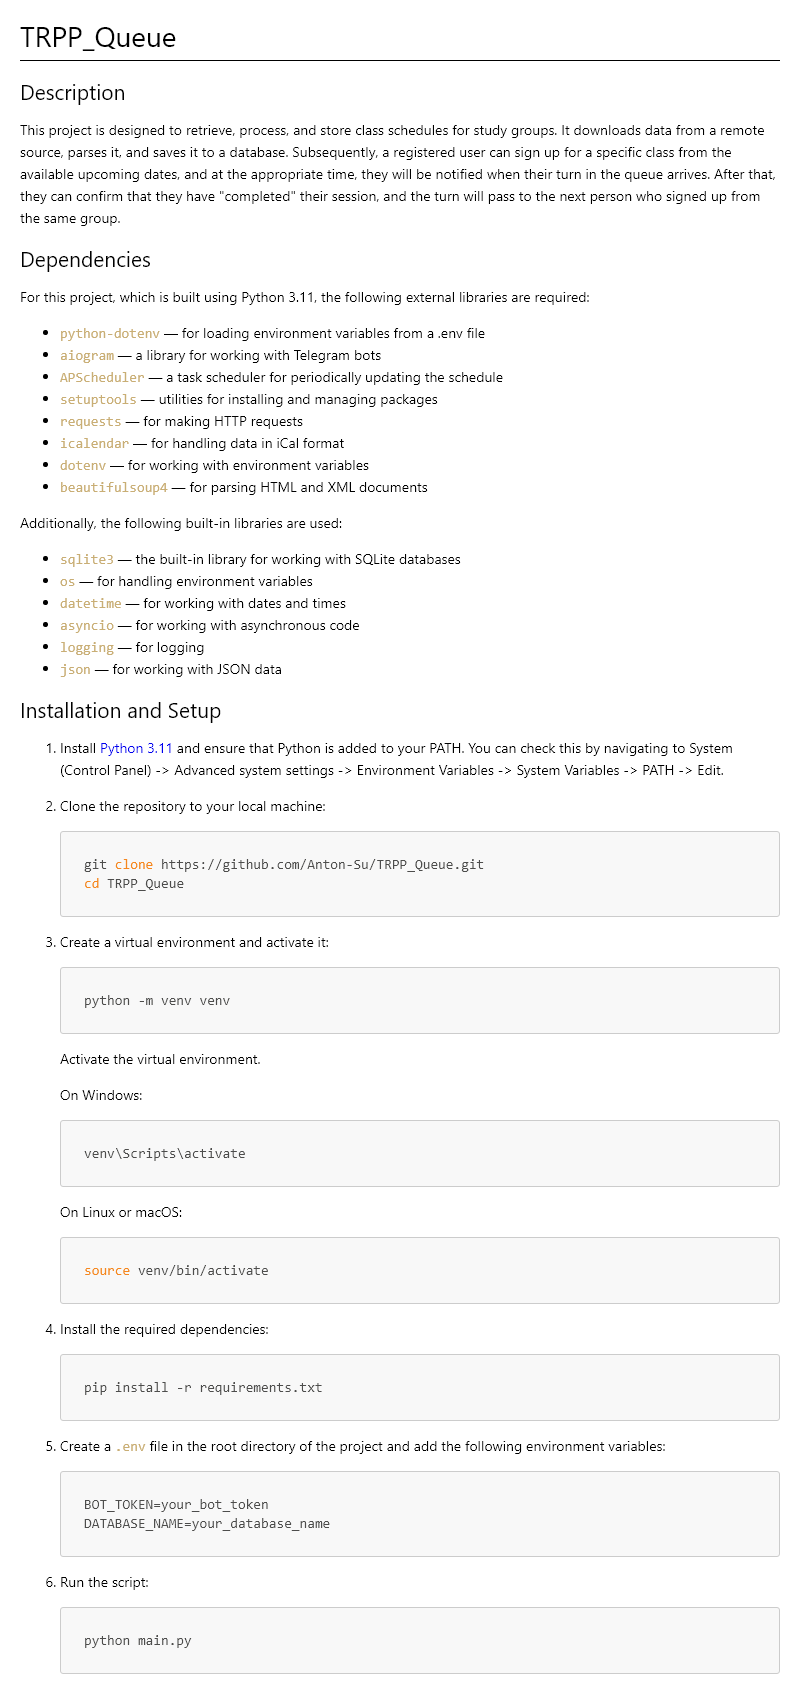 TRPP_Queue
Description
This project is designed to retrieve, process, and store class schedules for study groups. It downloads data from a remote
source, parses it, and saves it to a database. Subsequently, a registered user can sign up for a specific class from the
available upcoming dates, and at the appropriate time, they will be notified when their turn in the queue arrives. After that,
they can confirm that they have "completed" their session, and the turn will pass to the next person who signed up from
the same group.
Dependencies
For this project, which is built using Python 3.11, the following external libraries are required:
• python-dotenv — for loading environment variables from a .env file
• aiogram — a library for working with Telegram bots
• APScheduler — a task scheduler for periodically updating the schedule
• setuptools — utilities for installing and managing packages
• requests — for making HTTP requests
• icalendar — for handling data in iCal format
• dotenv — for working with environment variables
• beautifulsoup4 — for parsing HTML and XML documents
Additionally, the following built-in libraries are used:
• sqlite3 — the built-in library for working with SQLite databases
• os — for handling environment variables
• datetime — for working with dates and times
• asyncio — for working with asynchronous code
• logging — for logging
• json — for working with JSON data
Installation and Setup
1. Install Python 3.11 and ensure that Python is added to your PATH. You can check this by navigating to System
(Control Panel) -> Advanced system settings -> Environment Variables -> System Variables -> PATH -> Edit.
2. Clone the repository to your local machine:
git clone https://github.com/Anton-Su/TRPP_Queue.git
cd TRPP_Queue
3. Create a virtual environment and activate it:
python -m venv venv
Activate the virtual environment.
On Windows:
venv\Scripts\activate
On Linux or macOS:
source venv/bin/activate
4. Install the required dependencies:
pip install -r requirements.txt
5. Create a .env file in the root directory of the project and add the following environment variables:
BOT_TOKEN=your_bot_token
DATABASE_NAME=your_database_name
6. Run the script:
python main.py